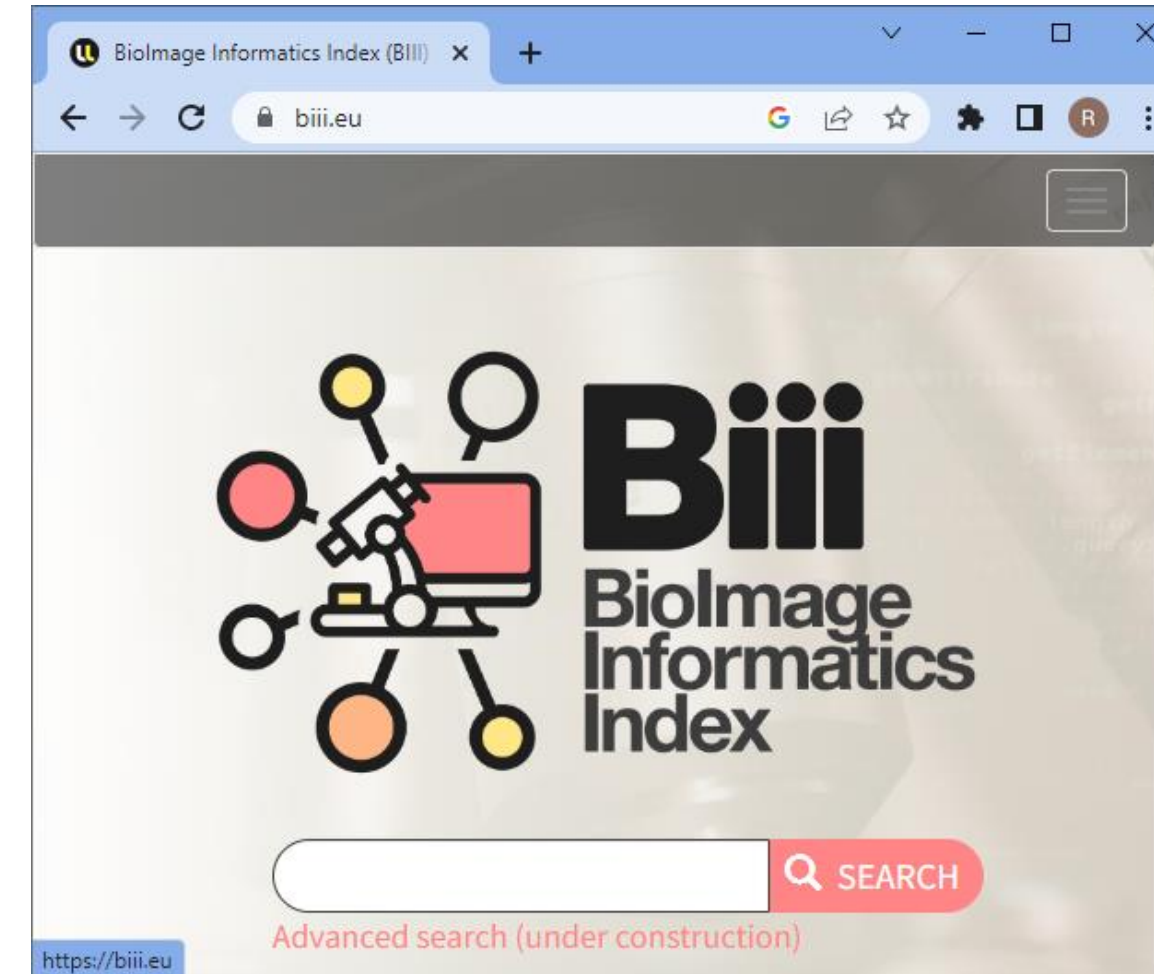 BioImage Informatics Index (BIII)
biii.eu
R
Biii
BioImage
Informatics
Index
SEARCH
Advanced search (under construction)
https://biii.eu